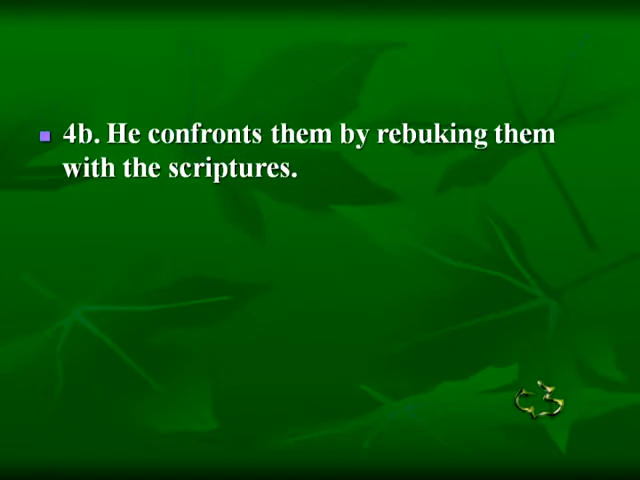 4b. He confronts them by rebuking them
with the scriptures.